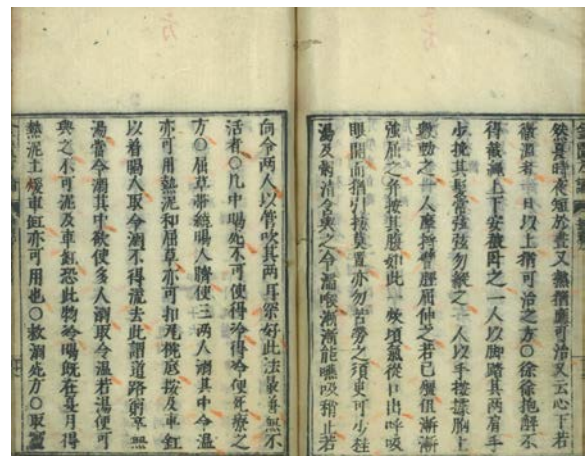 然夏時夜短於晝又熱猶可治又云心下若
微溫者一日以上猶可治之方○徐徐抱解不
得截繩上下安被臥之一人以脚踏其兩肩手
少挽其髮常弦弦勿縱之一人以手按據胸上
數動之一人摩捋臂脛屈伸之若已殭但漸漸
強屈之并按其腹如此一炊頃氣從口出呼吸
眼開而猶引按莫置亦勿苦勞之須臾可少桂
湯及粥清含與之令濡喉漸漸能嚥稍止若
向令兩人以管吹其兩耳罙好此法最善無不
活者○凡中暍死不可使得冷得冷便死療之
方○屈草帶繞暍人臍使三兩人溺其中令溫
亦可用熱泥和屈草亦可扣瓦椀底按及車缸
以着暍人取令溺不得流去此謂道路窮卒無
湯當令溺其中欲使多人溺取令溫若湯便可
與之不可泥及車缸恐此物冷暍既在夏月得
熱泥土煖車缸亦可用也○救溺死方○取